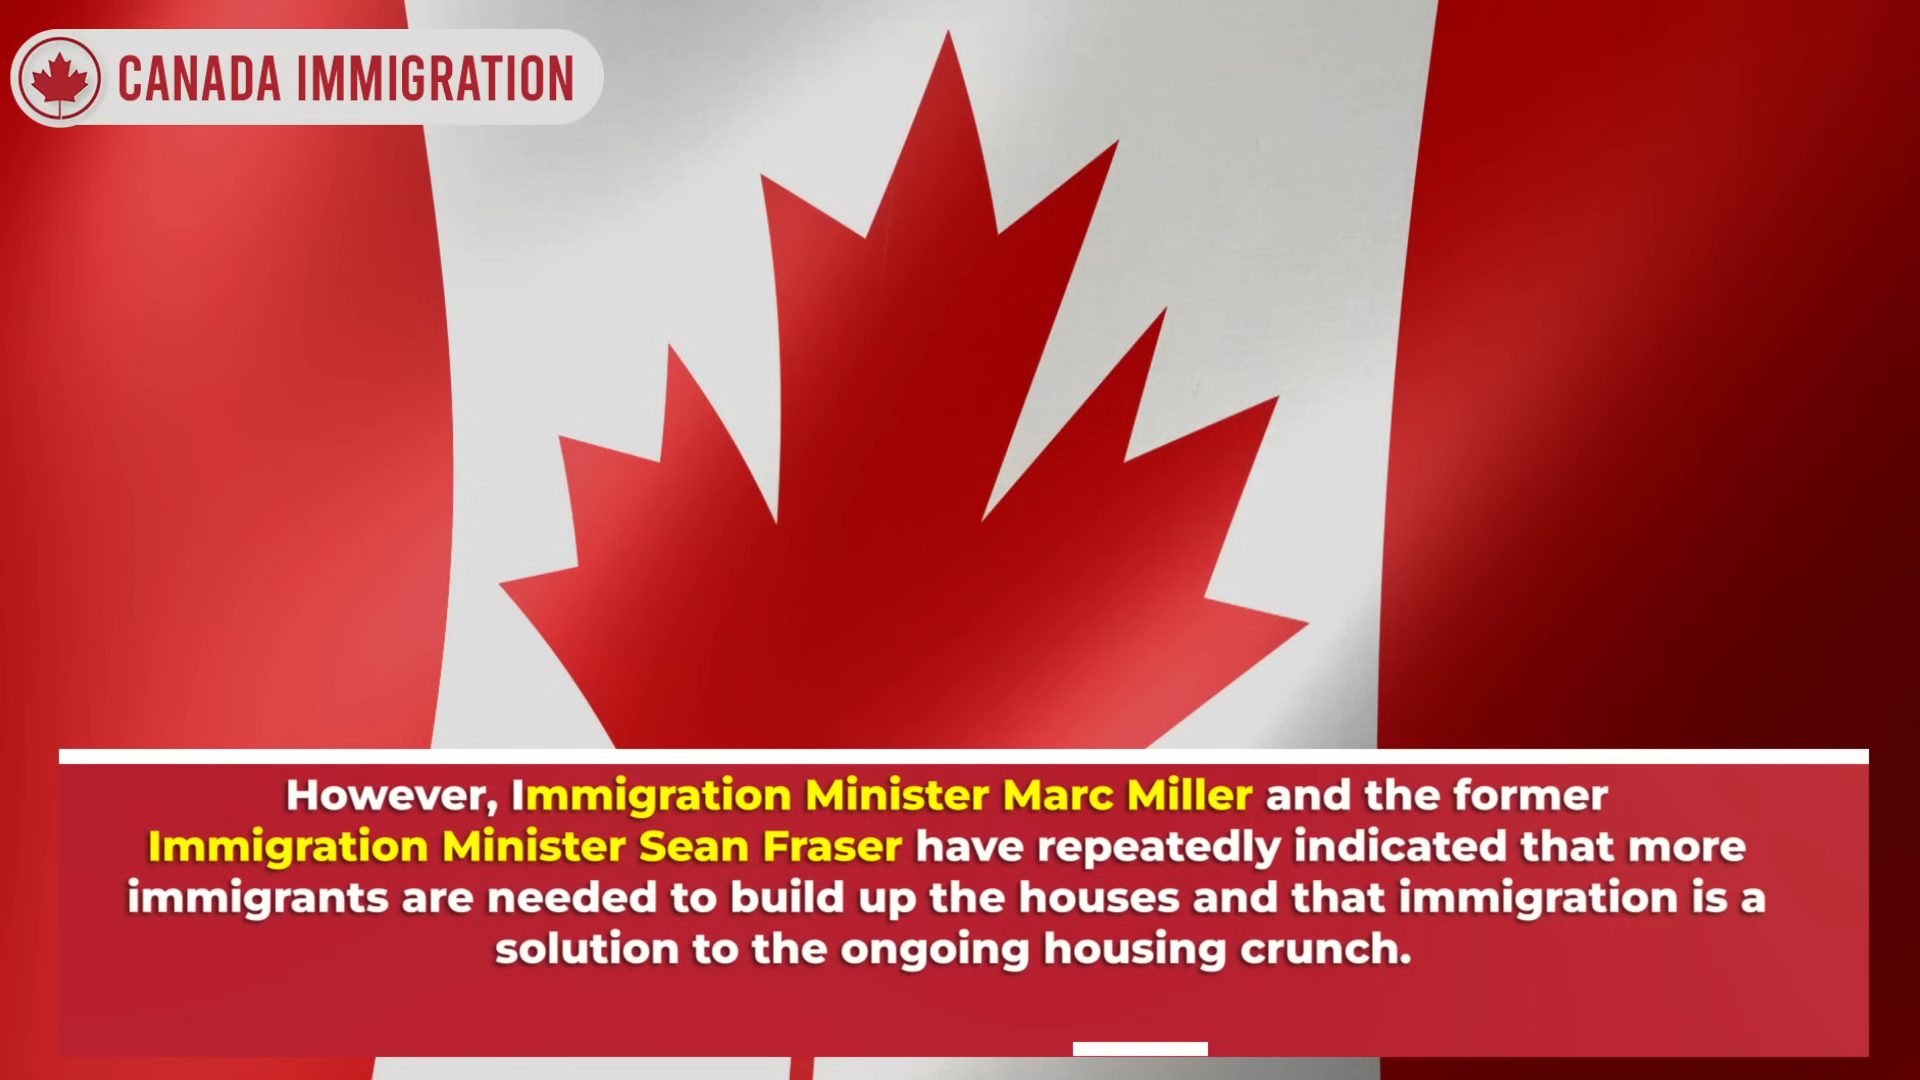 CANADA IMMIGRATION
However, Immigration Minister Marc Miller and the former
Immigration Minister Sean Fraser have repeatedly indicated that more
immigrants are needed to build up the houses and that immigration is a
solution to the ongoing housing crunch.